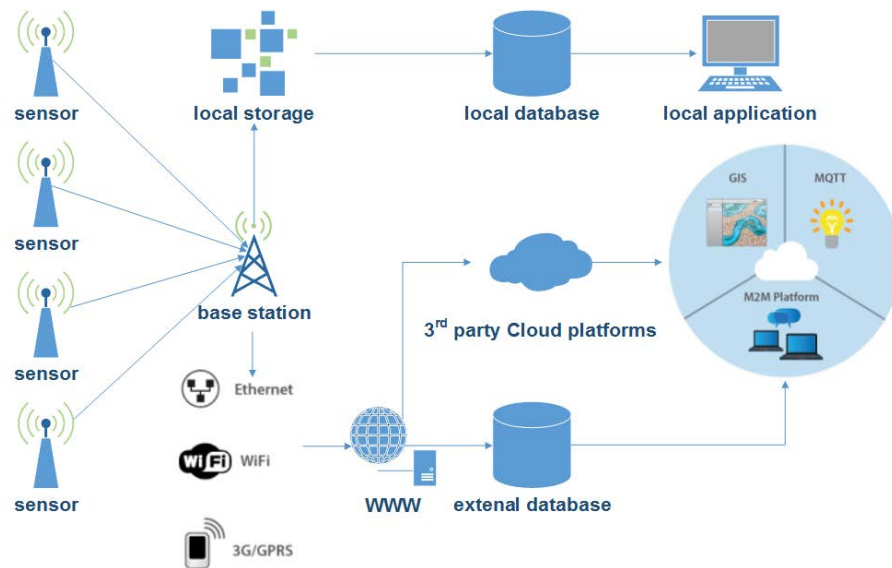 sensor
local storage
local database
local application
sensor
GIS
MQTT
M2M Platform
base station
3rd party Cloud platforms
sensor
Ethernet
WiFi
WiFi
sensor
WWW
extenal database
3G/GPRS